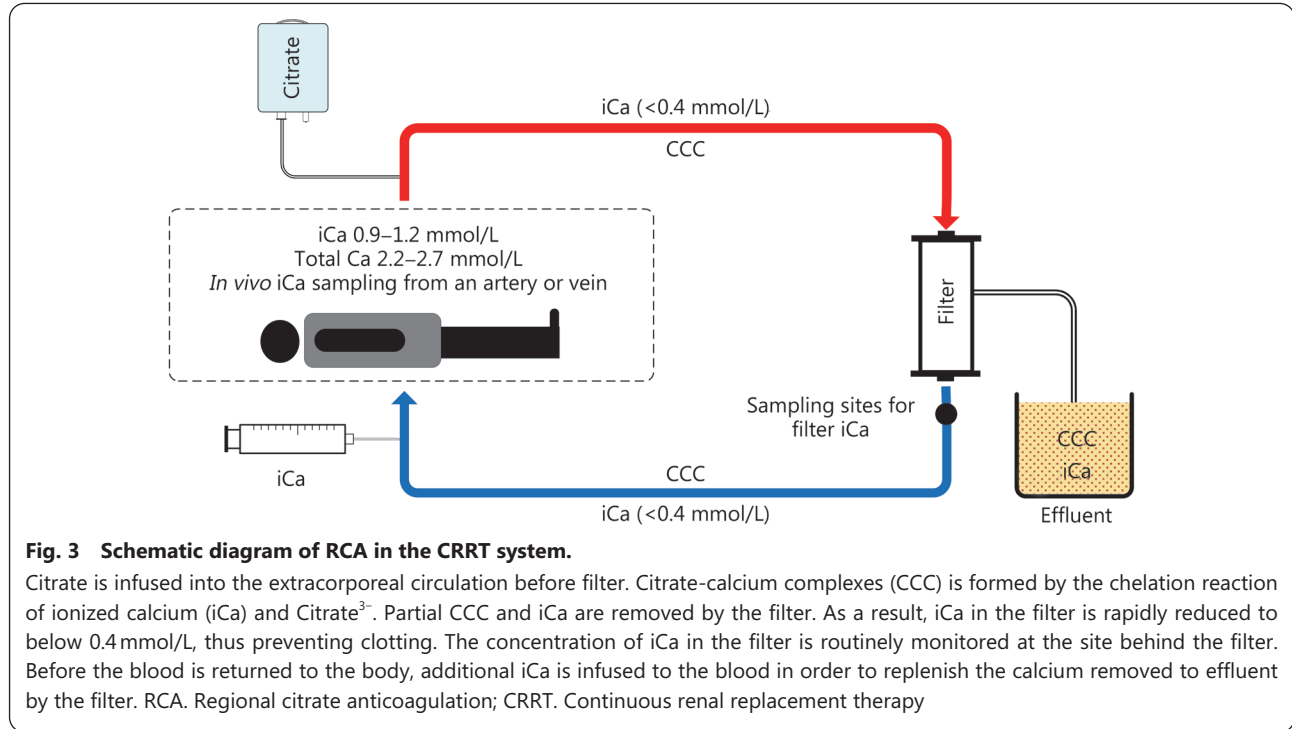 Citrate
iCa (<0.4 mmol/L)
CCC
iCa 0.9–1.2 mmol/L
Total Ca 2.2–2.7 mmol/L
In vivo iCa sampling from an artery or vein
Filter
Sampling sites for
filter iCa
iCa
CCC
iCa (<0.4 mmol/L)
CCC
iCa
Effluent
Fig. 3 Schematic diagram of RCA in the CRRT system.
Citrate is infused into the extracorporeal circulation before filter. Citrate-calcium complexes (CCC) is formed by the chelation reaction
of ionized calcium (iCa) and Citrate³⁻. Partial CCC and iCa are removed by the filter. As a result, iCa in the filter is rapidly reduced to
below 0.4 mmol/L, thus preventing clotting. The concentration of iCa in the filter is routinely monitored at the site behind the filter.
Before the blood is returned to the body, additional iCa is infused to the blood in order to replenish the calcium removed to effluent
by the filter. RCA. Regional citrate anticoagulation; CRRT. Continuous renal replacement therapy